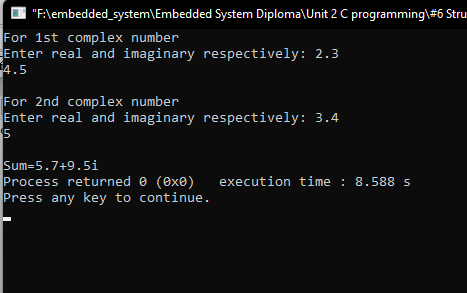 "F:\embedded_system\Embedded System Diploma\Unit 2 C programming\#6 Stru
For 1st complex number
Enter real and imaginary respectively: 2.3
4.5
For 2nd complex number
Enter real and imaginary respectively: 3.4
5
Sum=5.7+9.5i
Process returned 0 (0x0)   execution time : 8.588 s
Press any key to continue.